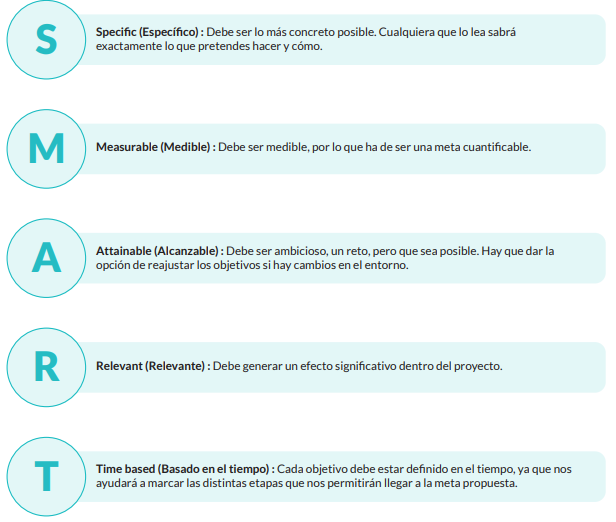 S
Specific (Específico) : Debe ser lo más concreto posible. Cualquiera que lo lea sabrá
exactamente lo que pretendes hacer y cómo.
M
Measurable (Medible) : Debe ser medible, por lo que ha de ser una meta cuantificable.
A
Attainable (Alcanzable) : Debe ser ambicioso, un reto, pero que sea posible. Hay que dar la
opción de reajustar los objetivos si hay cambios en el entorno.
R
Relevant (Relevante) : Debe generar un efecto significativo dentro del proyecto.
T
Time based (Basado en el tiempo) : Cada objetivo debe estar definido en el tiempo, ya que nos
ayudará a marcar las distintas etapas que nos permitirán llegar a la meta propuesta.